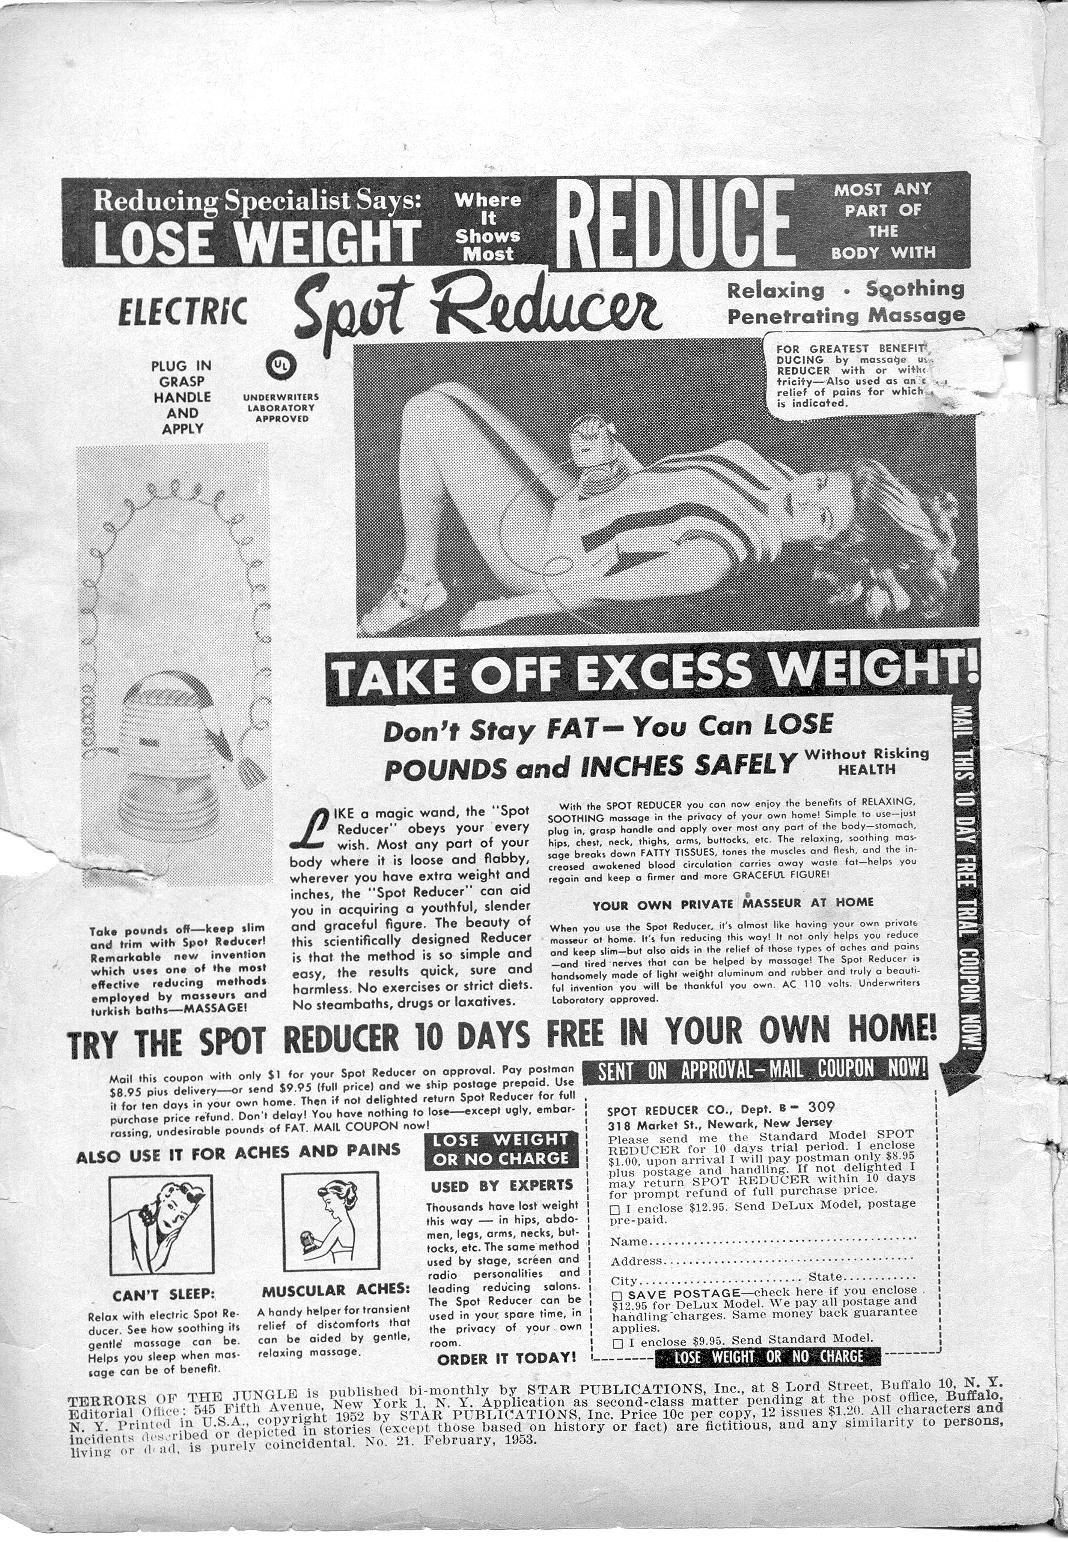 Reducing Specialist Says:
LOSE WEIGHT
Where
It
Shows
Most
REDUCE
MOST ANY
PART OF
THE
BODY WITH
ELECTRIC
Spot Reducer
Relaxing • Soothing
Penetrating Massage
PLUG IN
GRASP
HANDLE
AND
APPLY
UL
UNDERWRITERS
LABORATORY
APPROVED
FOR GREATEST BENEFIT
DUCING by massage
REDUCER with or
tricity—Also used as an
relief of pains for which
is indicated.
TAKE OFF EXCESS WEIGHT!
Don't Stay FAT—You Can LOSE
POUNDS and INCHES SAFELY
Without Risking
HEALTH
MAIL THIS 10 DAY FREE TRIAL COUPON NOW!
Take pounds off—keep slim
and trim with Spot Reducer!
Remarkable new invention
which uses one of the most
effective reducing methods
employed by masseurs and
turkish baths—MASSAGE!
LIKE a magic wand, the "Spot
Reducer" obeys your every
wish. Most any part of your
body where it is loose and flabby,
wherever you have extra weight and
inches, the "Spot Reducer" can aid
you in acquiring a youthful, slender
and graceful figure. The beauty of
this scientifically designed Reducer
is that the method is so simple and
easy, the results quick, sure and
harmless. No exercises or strict diets.
No steambaths, drugs or laxatives.
With the SPOT REDUCER you can now enjoy the benefits of RELAXING,
SOOTHING massage in the privacy of your own home! Simple to use—just
plug in, grasp handle and apply over most any part of the body—stomach,
hips, chest, neck, thighs, arms, buttocks, etc. The relaxing, soothing mas-
sage breaks down FATTY TISSUES, tones the muscles and flesh, and the in-
creased awakened blood circulation carries away waste fat—helps you
regain and keep a firmer and more GRACEFUL FIGURE!
YOUR OWN PRIVATE MASSEUR AT HOME
When you use the Spot Reducer, it's almost like having your own private
masseur at home. It's fun reducing this way! It not only helps you reduce
and keep slim—but also aids in the relief of those types of aches and pains
—and tired nerves that can be helped by massage! The Spot Reducer is
handsomely made of light weight aluminum and rubber and truly a beauti-
ful invention you will be thankful you own. AC 110 volts. Underwriters
Laboratory approved.
TRY THE SPOT REDUCER 10 DAYS FREE IN YOUR OWN HOME!
Mail this coupon with only $1 for your Spot Reducer on approval. Pay postman
$8.95 plus delivery—or send $9.95 (full price) and we ship postage prepaid. Use
it for ten days in your own home. Then if not delighted return Spot Reducer for full
purchase price refund. Don't delay! You have nothing to lose—except ugly, embar-
rassing, undesirable pounds of FAT. MAIL COUPON now!
ALSO USE IT FOR ACHES AND PAINS
CAN'T SLEEP:
Relax with electric Spot Re-
ducer. See how soothing its
gentle massage can be.
Helps you sleep when mas-
sage can be of benefit.
MUSCULAR ACHES:
A handy helper for transient
relief of discomforts that
can be aided by gentle,
relaxing massage.
LOSE WEIGHT
OR NO CHARGE
USED BY EXPERTS
Thousands have lost weight
this way — in hips, abdo-
men, legs, arms, necks, but-
tocks, etc. The same method
used by stage, screen and
radio personalities and
leading reducing salons.
The Spot Reducer can be
used in your spare time, in
the privacy of your own
room.
ORDER IT TODAY!
SENT ON APPROVAL—MAIL COUPON NOW!
SPOT REDUCER CO., Dept. B - 309
318 Market St., Newark, New Jersey
Please send me the Standard Model SPOT
REDUCER for 10 days trial period. I enclose
$1.00, upon arrival I will pay postman only $8.95
plus postage and handling. If not delighted I
may return SPOT REDUCER within 10 days
for prompt refund of full purchase price.
☐ I enclose $12.95. Send DeLux Model, postage
pre-paid.
Name........................................
Address.....................................
City........................ State...........
☐ SAVE POSTAGE—check here if you enclose
$12.95 for DeLux Model. We pay all postage and
handling charges. Same money back guarantee
applies.
☐ I enclose $9.95. Send Standard Model.
LOSE WEIGHT OR NO CHARGE
TERRORS OF THE JUNGLE is published bi-monthly by STAR PUBLICATIONS, Inc., at 8 Lord Street, Buffalo 10, N. Y.
Editorial Office: 545 Fifth Avenue, New York 1, N. Y. Application as second-class matter pending at the post office, Buffalo,
N. Y. Printed in U.S.A., copyright 1952 by STAR PUBLICATIONS, Inc. Price 10c per copy, 12 issues $1.20. All characters and
incidents described or depicted in stories (except those based on history or fact) are fictitious, and any similarity to persons,
living or dead, is purely coincidental. No. 21. February, 1953.